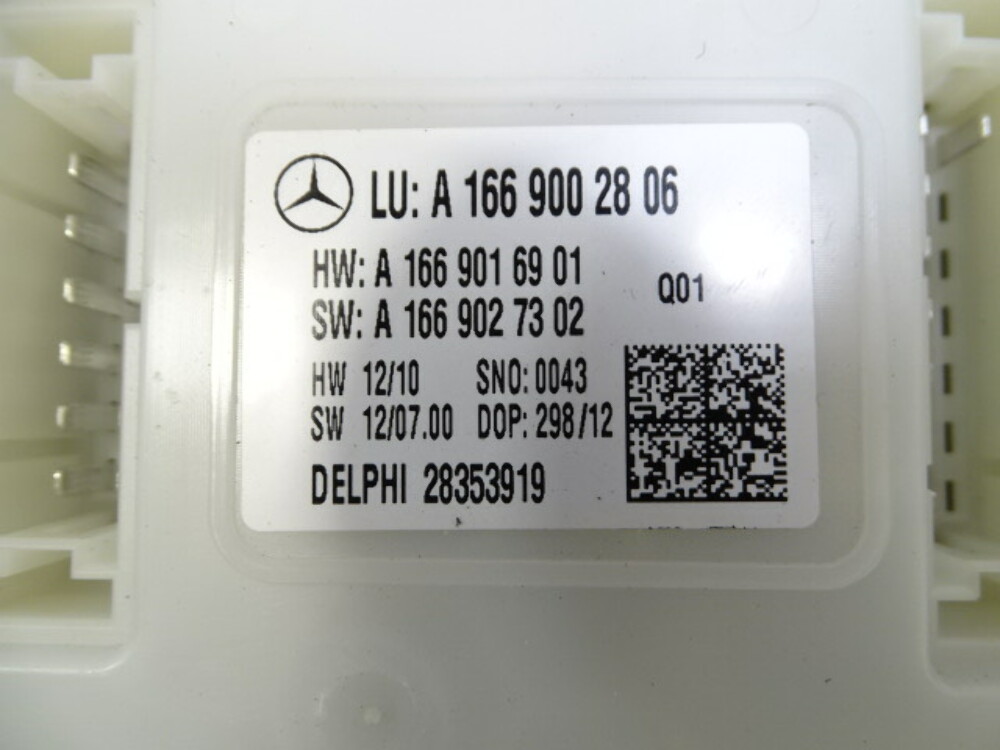 LU: A 166 900 28 06
HW: A 166 901 69 01
SW: A 166 902 73 02
Q01
HW 12/10 SNO: 0043
SW 12/07.00 DOP: 298/12
DELPHI 28353919